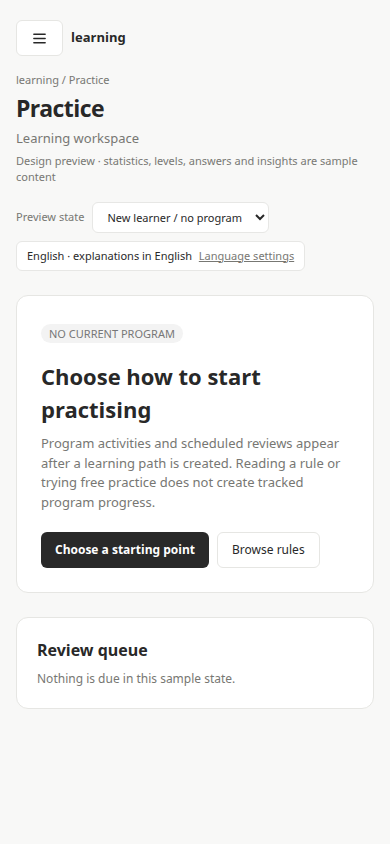 learning
learning / Practice
Practice
Learning workspace
Design preview · statistics, levels, answers and insights are sample
content
Preview state
New learner / no program
English · explanations in English Language settings
NO CURRENT PROGRAM
Choose how to start
practising
Program activities and scheduled reviews appear
after a learning path is created. Reading a rule or
trying free practice does not create tracked
program progress.
Choose a starting point
Browse rules
Review queue
Nothing is due in this sample state.